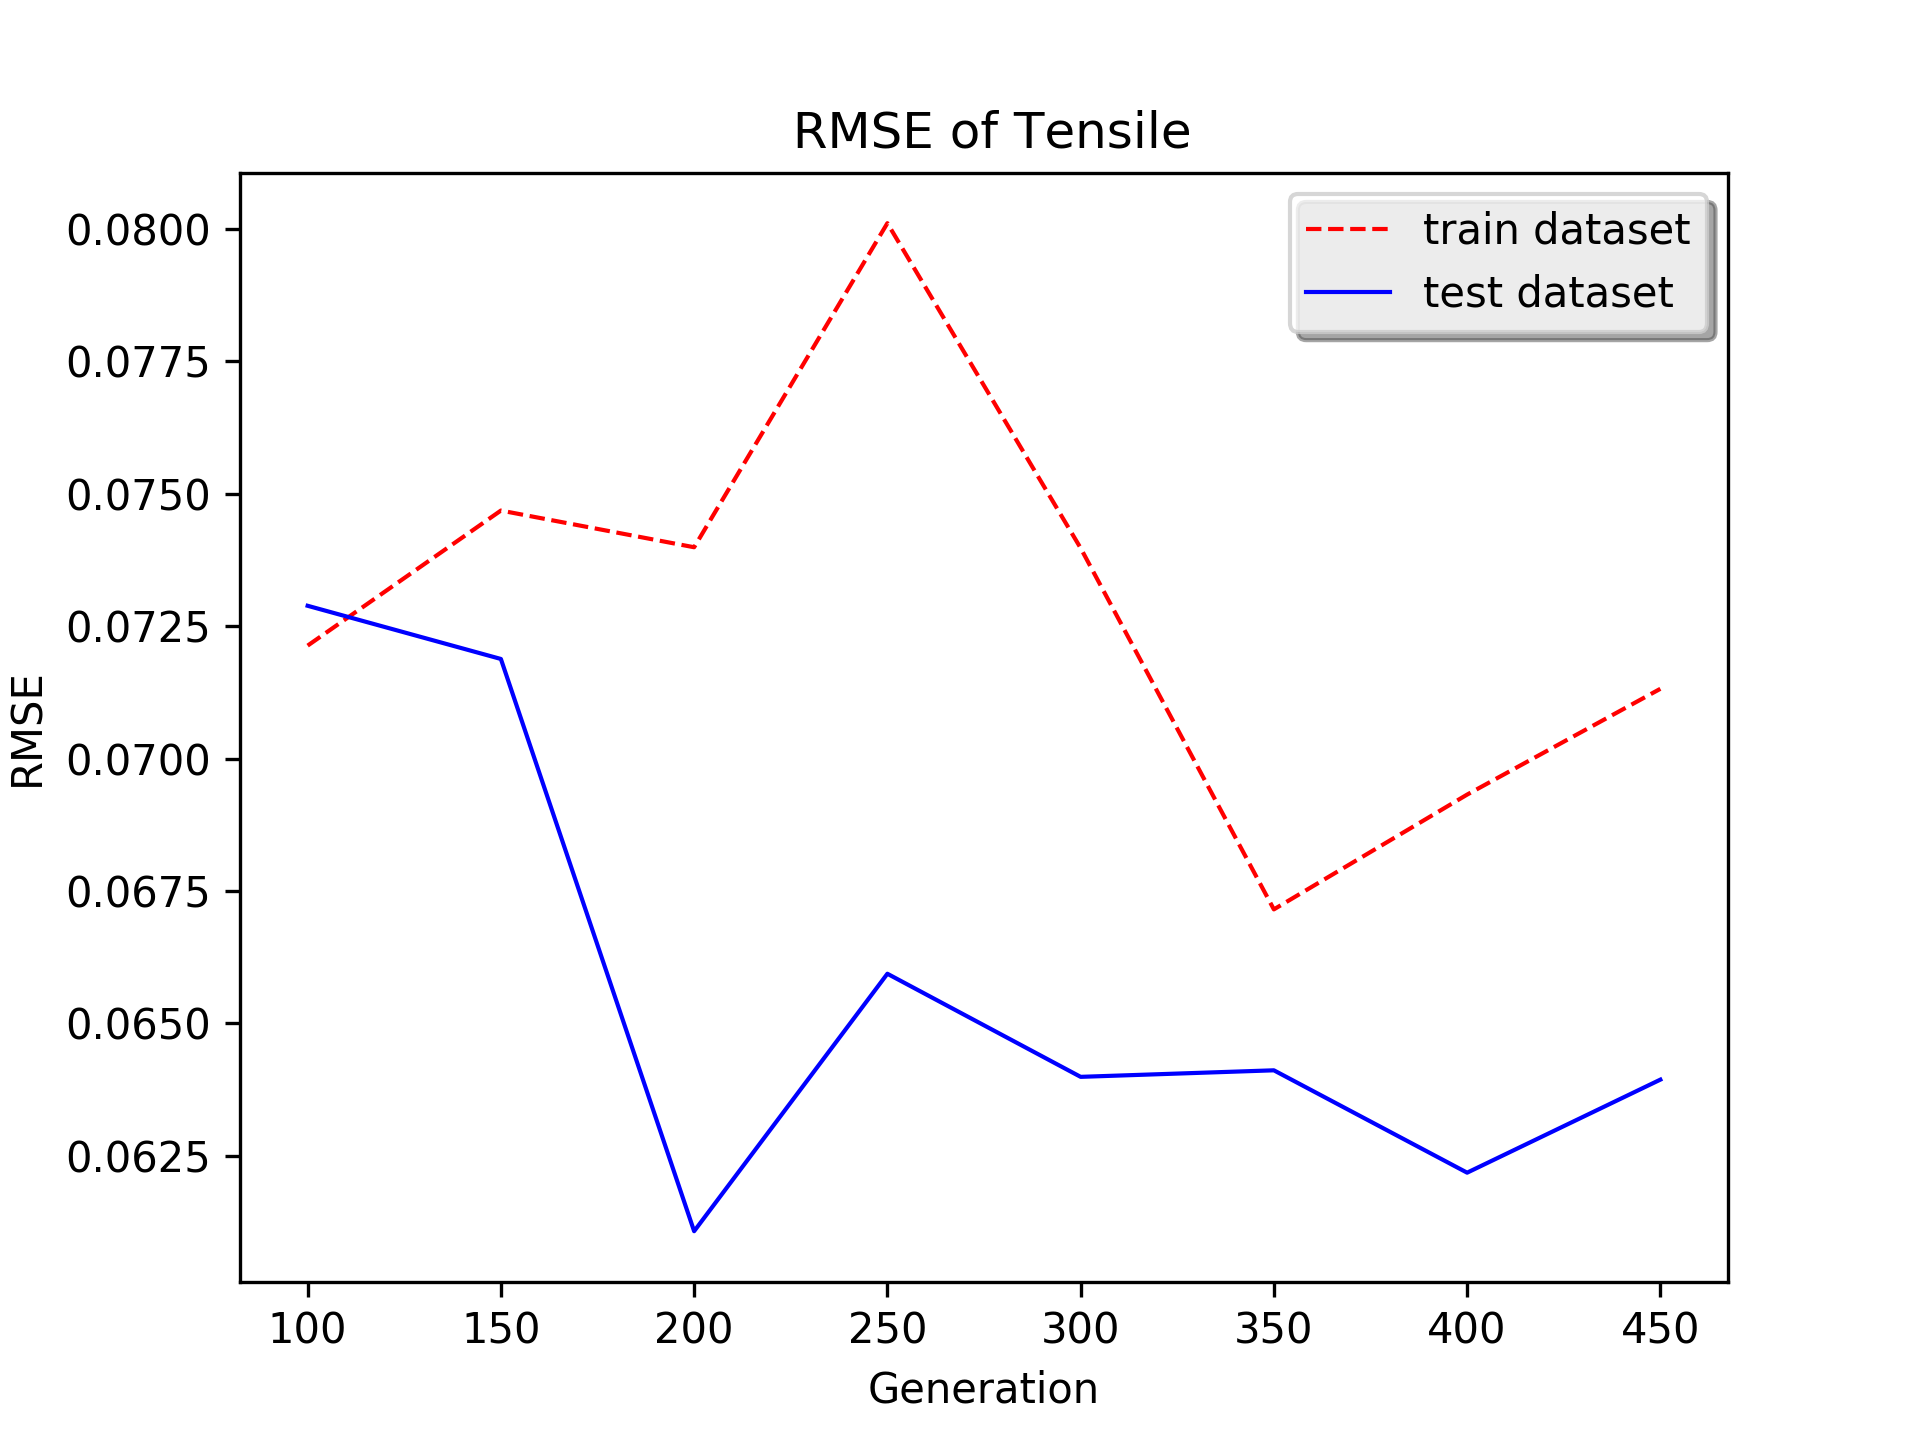 RMSE of Tensile
train dataset
test dataset
0.0800
0.0775
0.0750
0.0725
0.0700
0.0675
0.0650
0.0625
RMSE
100 150 200 250 300 350 400 450
Generation